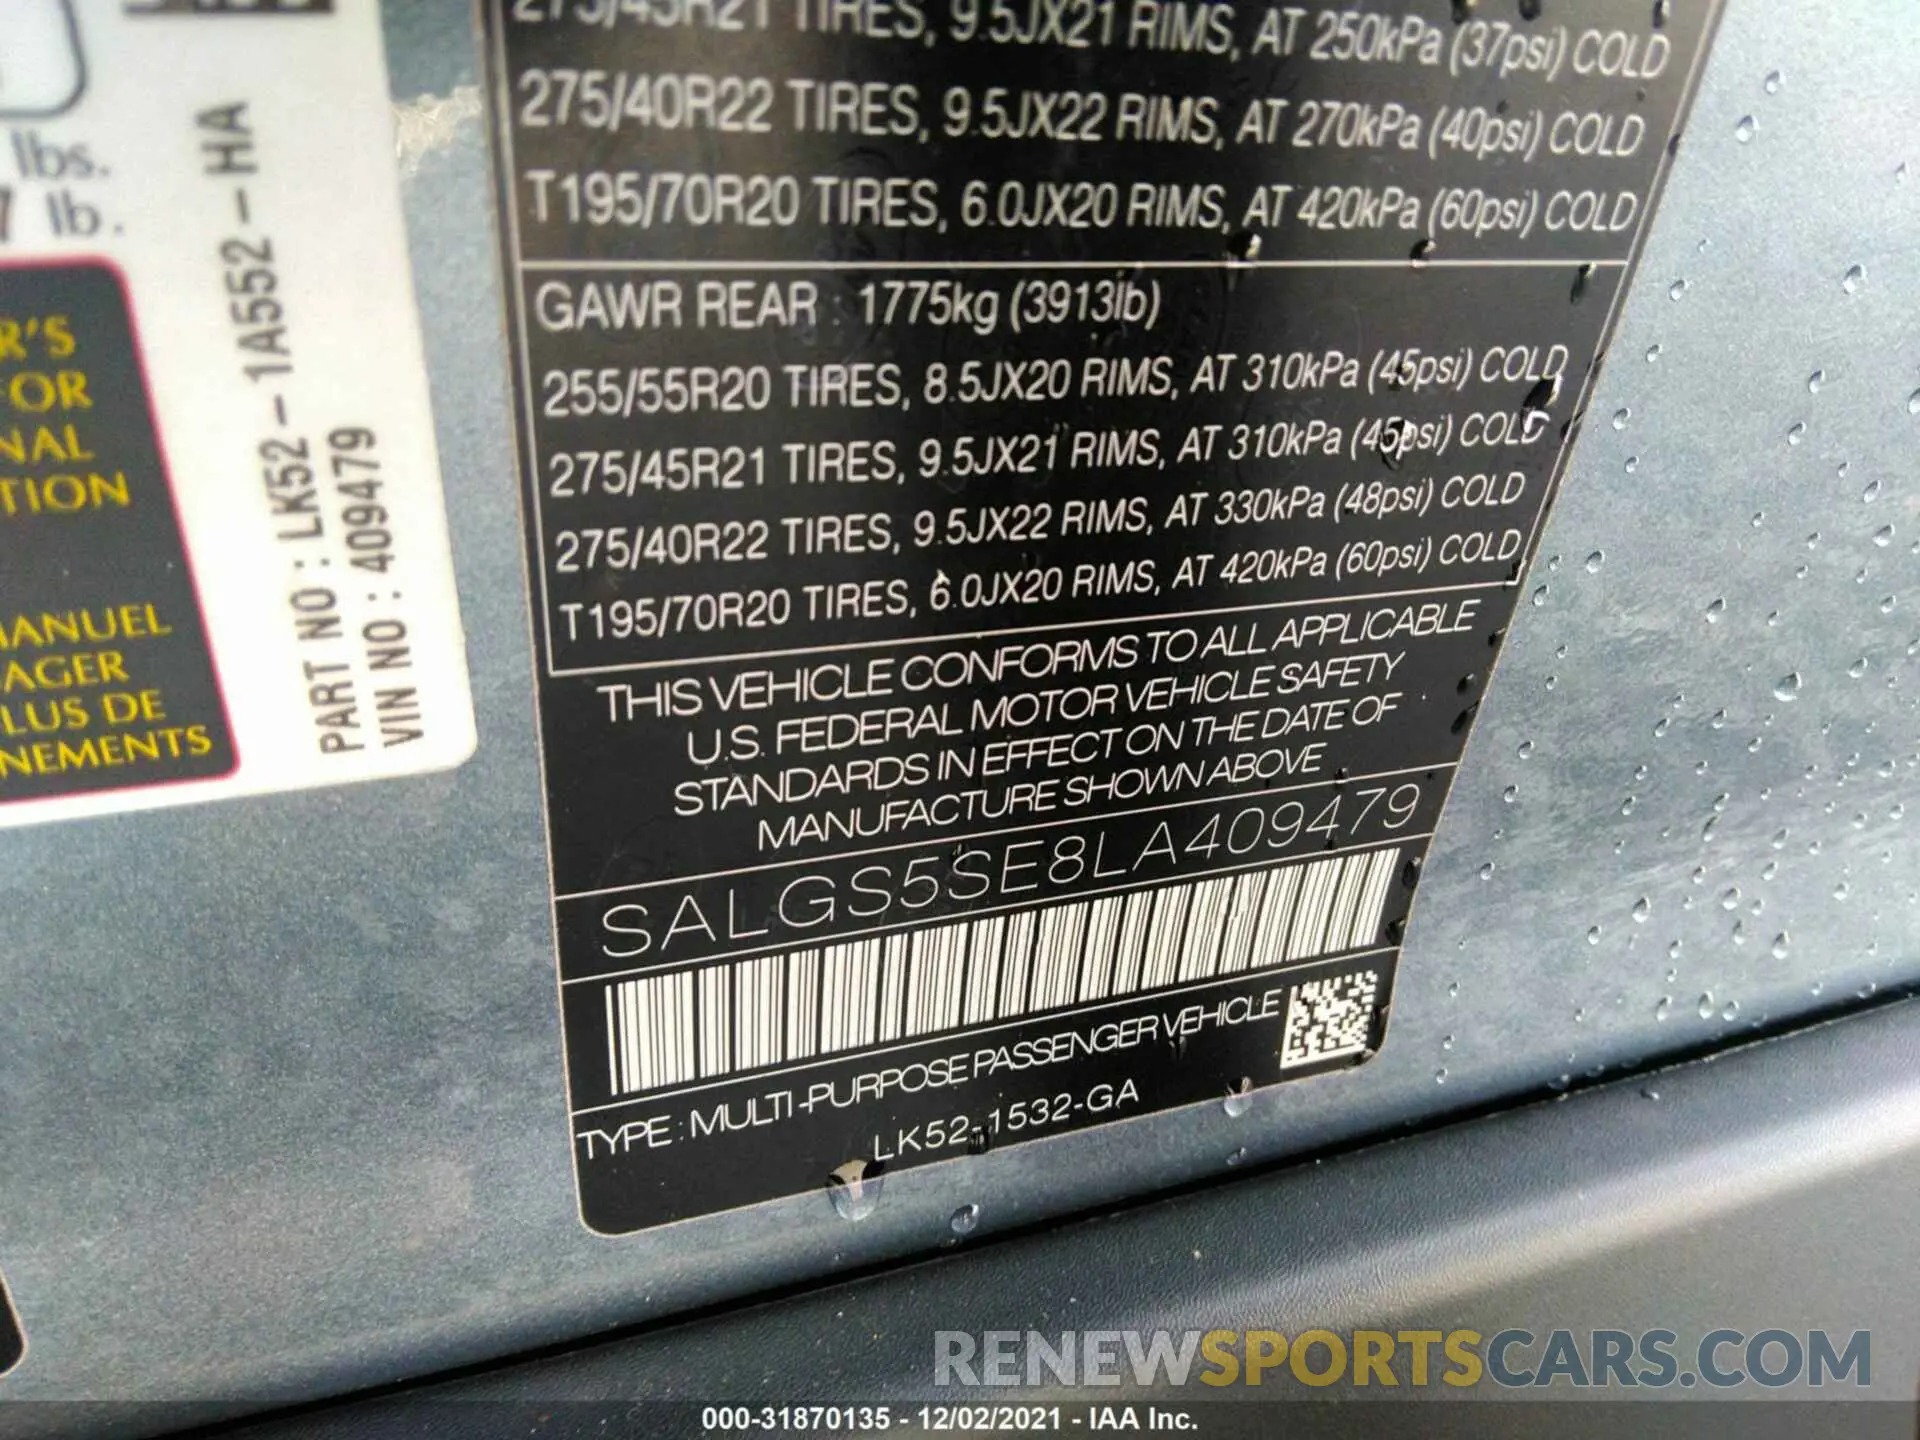 lbs.
lb.
R'S
FOR
NAL
TION
MANUEL
AGER
PLUS DE
NEMENTS
PART NO : LK52-1A552-HA
VIN NO : 409479
275/45R21 TIRES, 9.5JX21 RIMS, AT 250kPa (37psi) COLD
275/40R22 TIRES, 9.5JX22 RIMS, AT 270kPa (40psi) COLD
T195/70R20 TIRES, 6.0JX20 RIMS, AT 420kPa (60psi) COLD
GAWR REAR : 1775kg (3913lb)
255/55R20 TIRES, 8.5JX20 RIMS, AT 310kPa (45psi) COLD
275/45R21 TIRES, 9.5JX21 RIMS, AT 310kPa (45psi) COLD
275/40R22 TIRES, 9.5JX22 RIMS, AT 330kPa (48psi) COLD
T195/70R20 TIRES, 6.0JX20 RIMS, AT 420kPa (60psi) COLD
THIS VEHICLE CONFORMS TO ALL APPLICABLE
U.S. FEDERAL MOTOR VEHICLE SAFETY
STANDARDS IN EFFECT ON THE DATE OF
MANUFACTURE SHOWN ABOVE
SALGS5SE8LA409479
TYPE : MULTI-PURPOSE PASSENGER VEHICLE
LK52-1532-GA
RENEWSPORTSCARS.COM
000-31870135 - 12/02/2021 - IAA Inc.